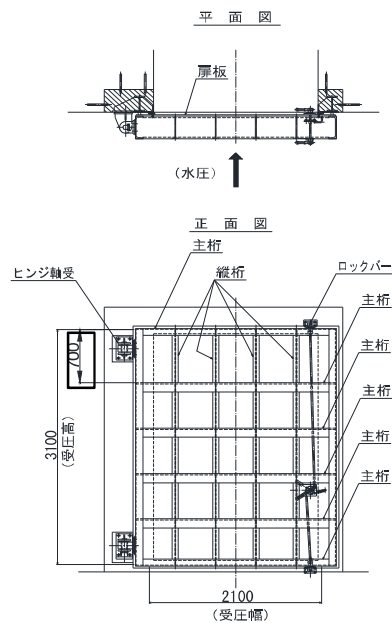 平面図
扉板
(水圧)
正面図
主桁
ロックバー
ヒンジ軸受
縦桁
主桁
700
主桁
主桁
3100
(受圧高)
主桁
主桁
2100
(受圧幅)